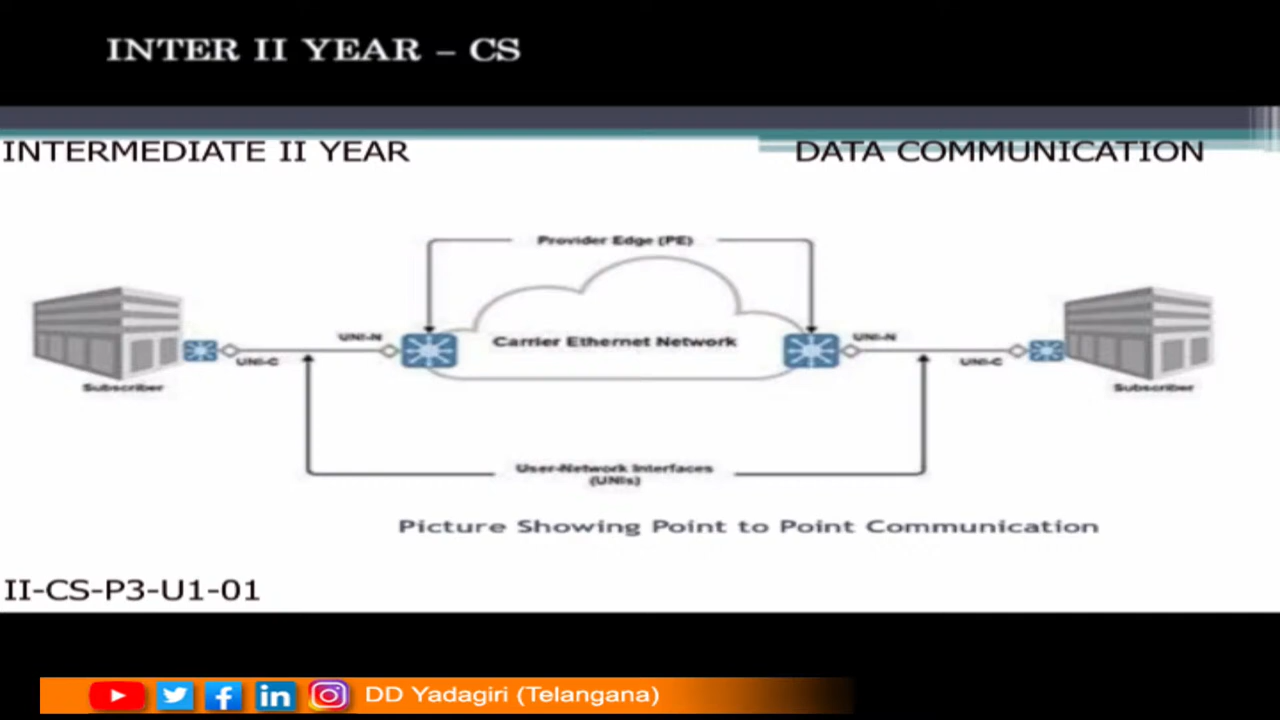 INTER II YEAR – CS
INTERMEDIATE II YEAR
DATA COMMUNICATION
Provider Edge (PE)
UNI-N
Carrier Ethernet Network
UNI-N
UNI-C
UNI-C
Subscriber
Subscriber
User-Network Interfaces
(UNIs)
Picture Showing Point to Point Communication
II-CS-P3-U1-01
DD Yadagiri (Telangana)